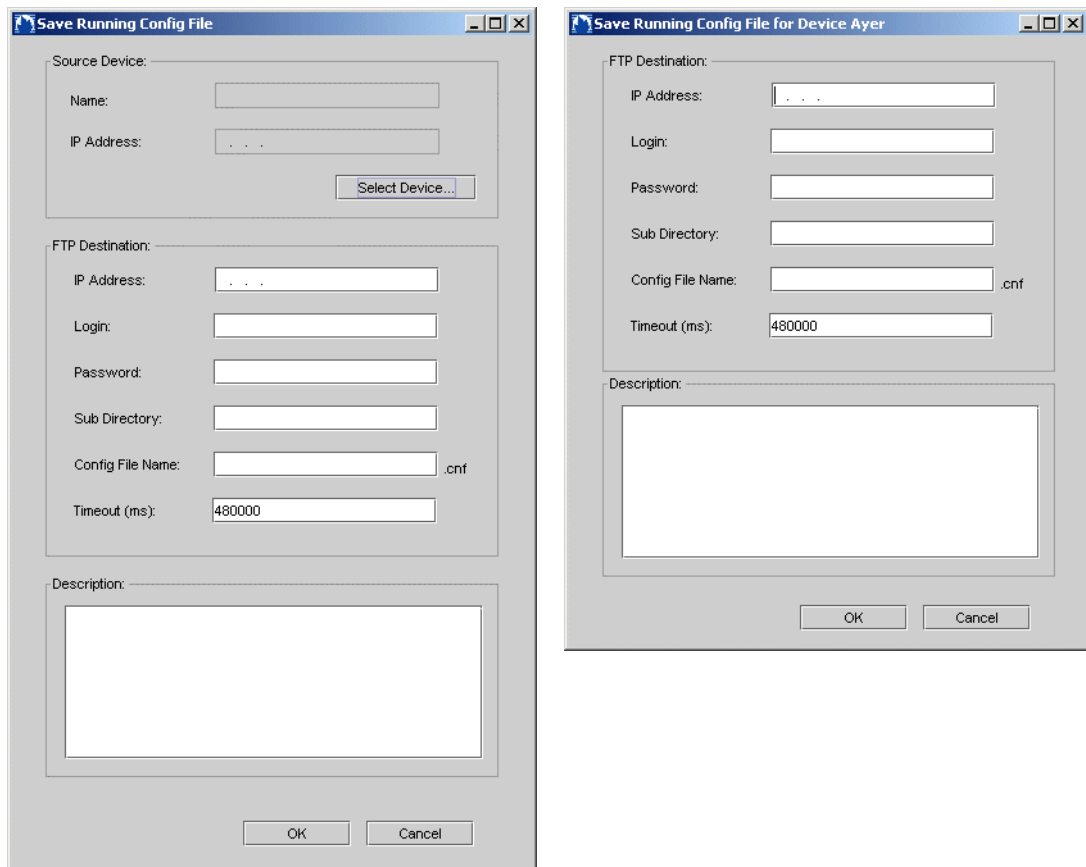 Save Running Config File
Source Device:
Name:
IP Address:
. . .
Select Device...
FTP Destination:
IP Address:
. . .
Login:
Password:
Sub Directory:
Config File Name:
.cnf
Timeout (ms):
480000
Description:
OK
Cancel
Save Running Config File for Device Ayer
FTP Destination:
IP Address:
. . .
Login:
Password:
Sub Directory:
Config File Name:
.cnf
Timeout (ms):
480000
Description:
OK
Cancel